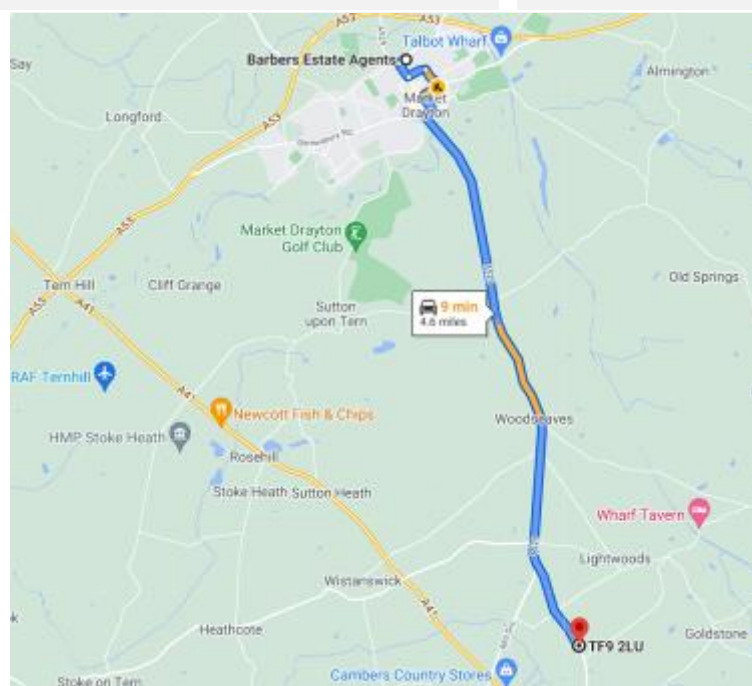 A53
A53
Say
Barbers Estate Agents
Talbot Wharf
Almington
Market
Drayton
Longford
A53
Market Drayton
Golf Club
A53
Old Springs
Tern Hill
Cliff Grange
9 min
4.6 miles
Sutton
upon Tern
A41
RAF Ternhill
A41
Newcott Fish & Chips
Woodseaves
HMP Stoke Heath
Rosehill
Stoke Heath
Sutton Heath
Wharf Tavern
Lightwoods
Wistanswick
A41
Heathcote
TF9 2LU
Goldstone
Cambers Country Stores
Stoke on Tern